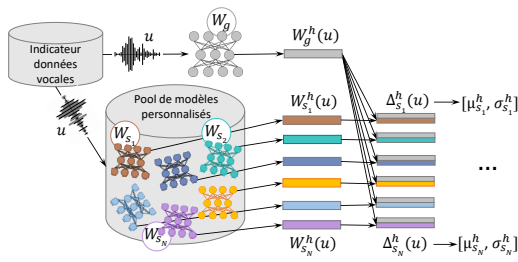 Indicateur
données
vocales
u
u
W_g
W_g^h(u)
Pool de modèles
personnalisés
W_{s_1}
W_{s_2}
W_{s_N}
W_{s_1}^h(u)
Δ_{s_1}^h(u)
[μ_{s_1}^h, σ_{s_1}^h]
...
W_{s_N}^h(u)
Δ_{s_N}^h(u)
[μ_{s_N}^h, σ_{s_N}^h]